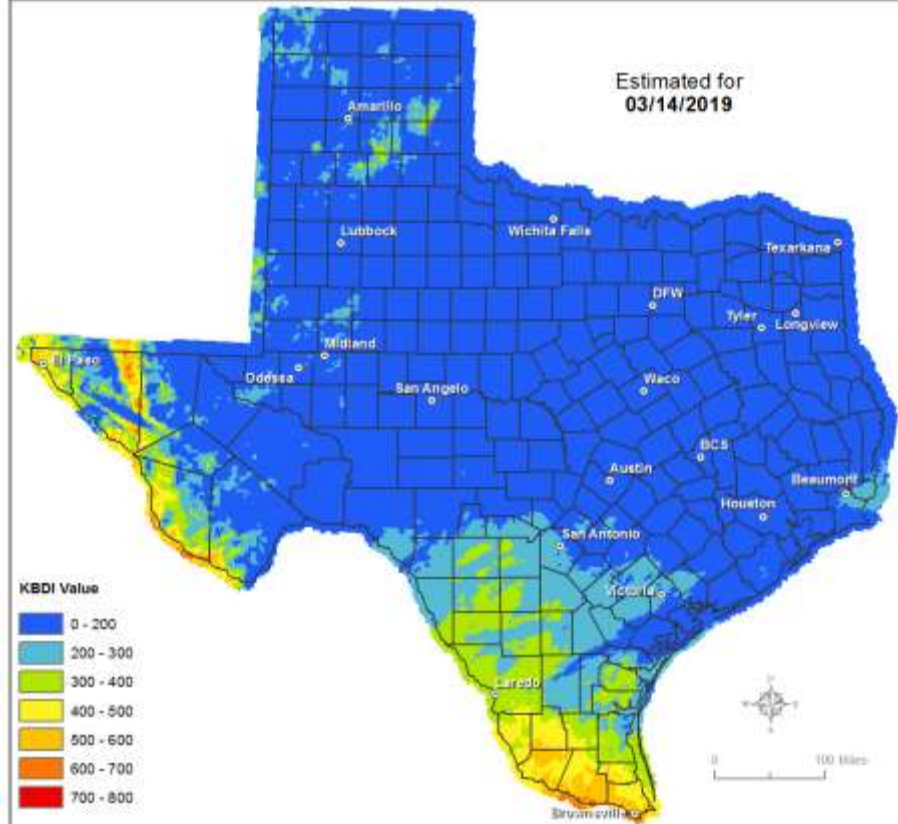 Estimated for
03/14/2019
Amarillo
Lubbock
Wichita Falls
Texarkana
DFW
Tyler
Longview
Midland
El Paso
Odessa
San Angelo
Waco
BCS
Austin
Beaumont
Houston
San Antonio
Victoria
Laredo
Brownsville
KBDI Value
0 - 200
200 - 300
300 - 400
400 - 500
500 - 600
600 - 700
700 - 800
0 100 Miles